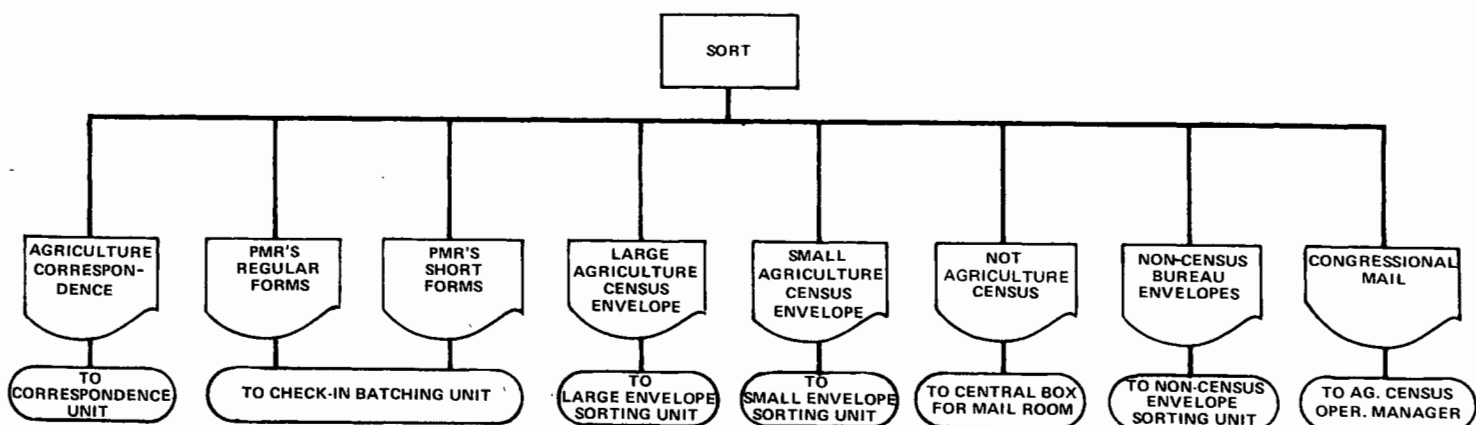 SORT
AGRICULTURE
CORRESPON-
DENCE
PMR'S
REGULAR
FORMS
PMR'S
SHORT
FORMS
LARGE
AGRICULTURE
CENSUS
ENVELOPE
SMALL
AGRICULTURE
CENSUS
ENVELOPE
NOT
AGRICULTURE
CENSUS
NON-CENSUS
BUREAU
ENVELOPES
CONGRESSIONAL
MAIL
TO
CORRESPONDENCE
UNIT
TO CHECK-IN BATCHING UNIT
TO
LARGE ENVELOPE
SORTING UNIT
TO
SMALL ENVELOPE
SORTING UNIT
TO CENTRAL BOX
FOR MAIL ROOM
TO NON-CENSUS
ENVELOPE
SORTING UNIT
TO AG. CENSUS
OPER. MANAGER